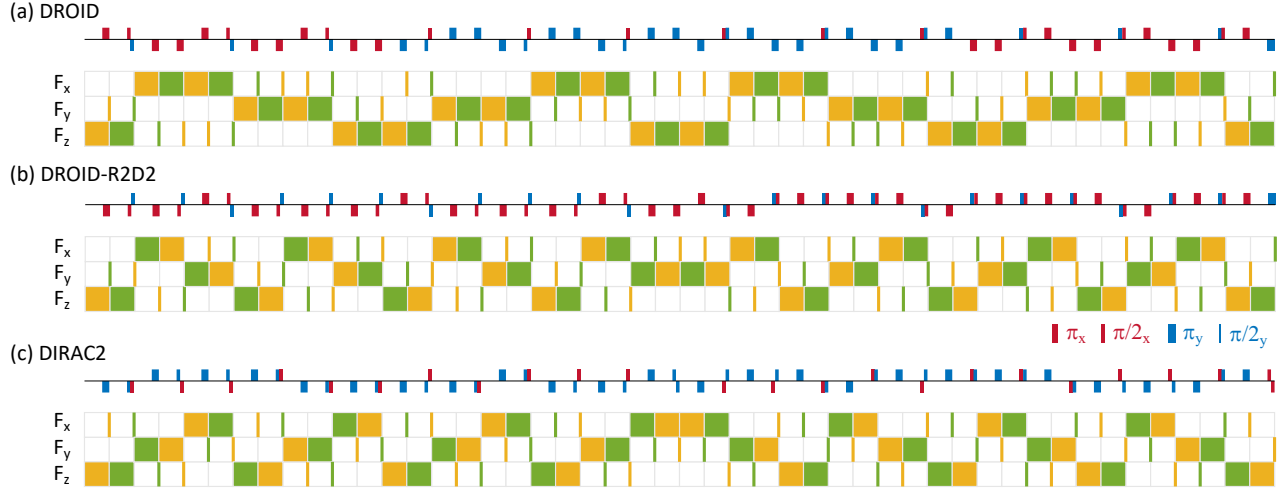 (a) DROID
Fx
Fy
Fz
(b) DROID-R2D2
Fx
Fy
Fz
πx π/2x πy π/2y
(c) DIRAC2
Fx
Fy
Fz